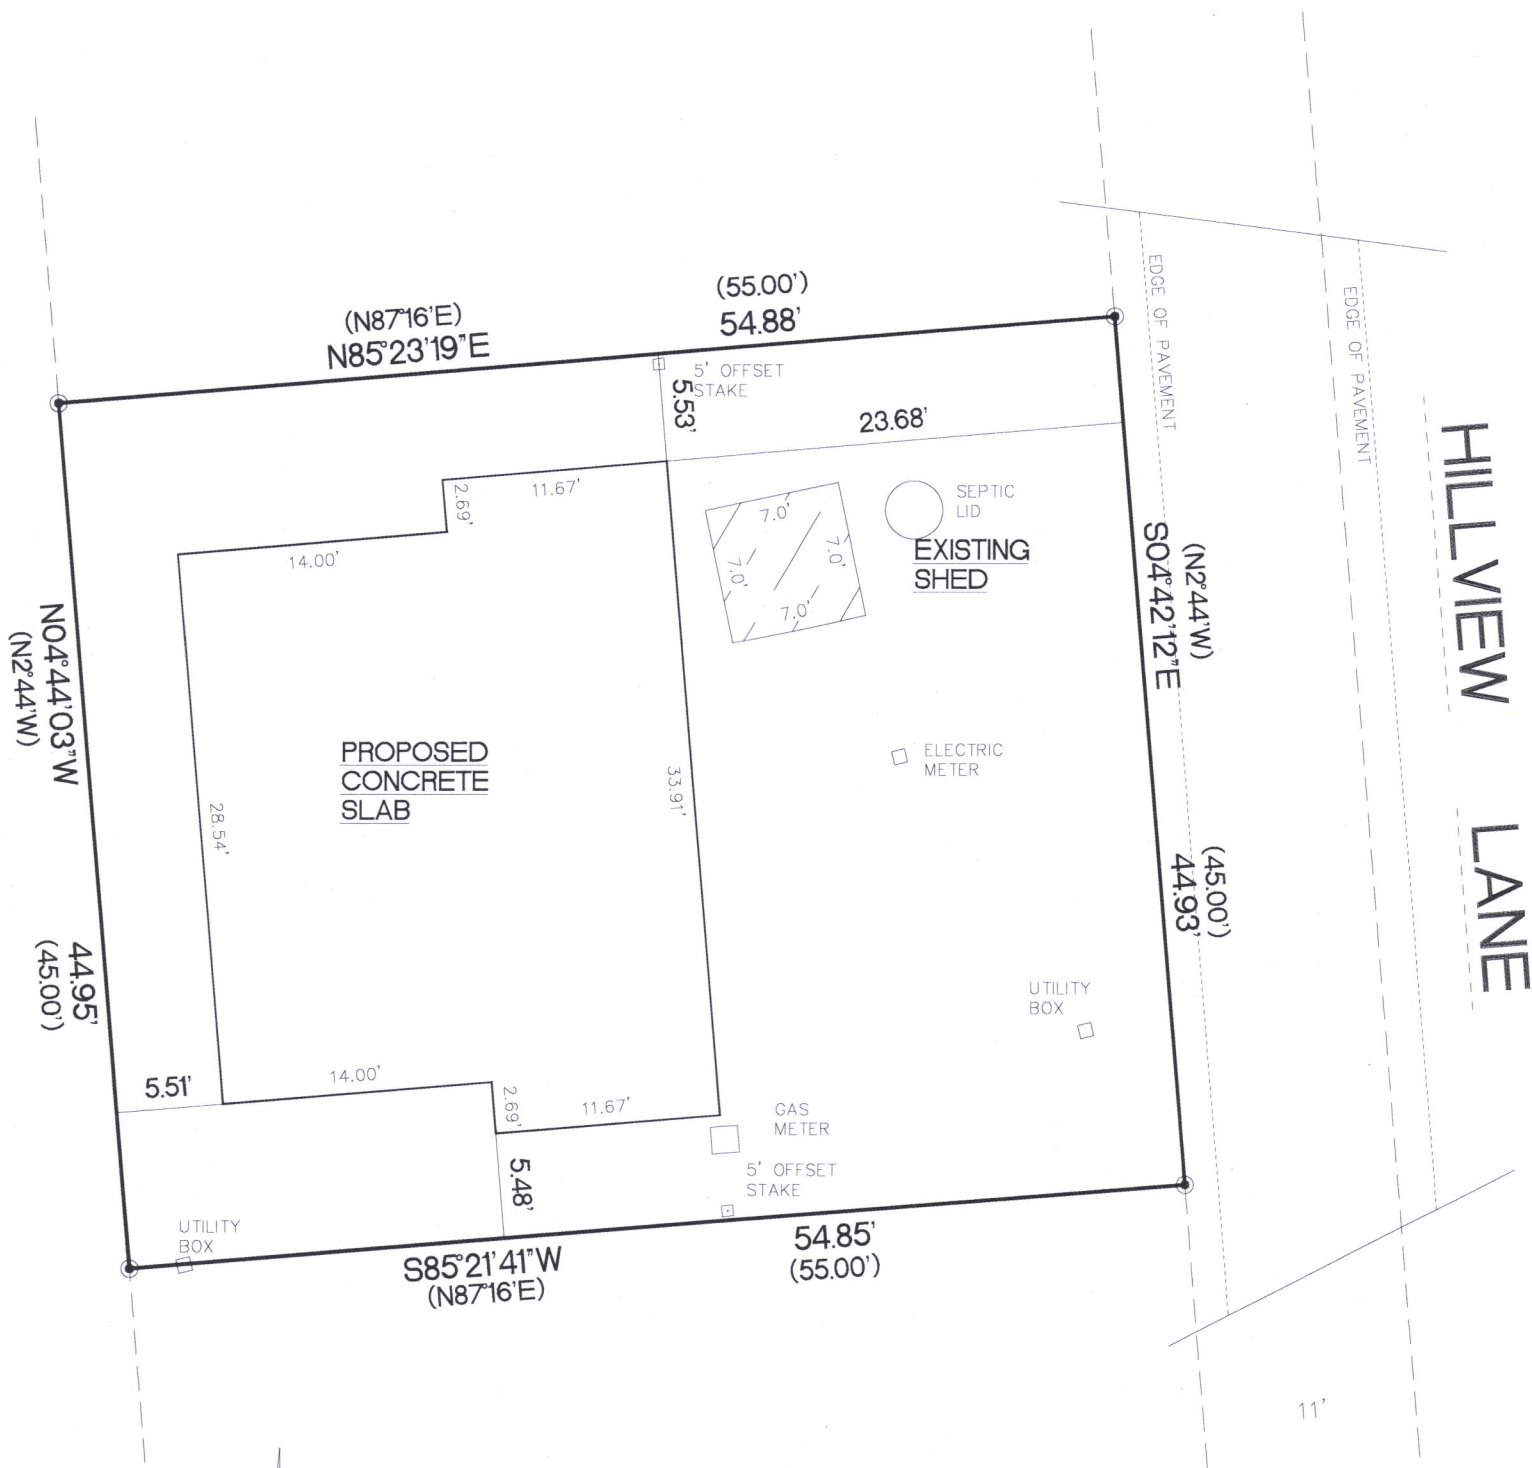 (N87°16'E)
N85°23'19"E
(55.00')
54.88'
5' OFFSET
STAKE
5.53'
23.68'
EDGE OF PAVEMENT
EDGE OF PAVEMENT
HILLVIEW LANE
11.67'
2.69'
14.00'
7.0'
7.0'
7.0'
7.0'
SEPTIC
LID
EXISTING
SHED
(N2°44'W)
S04°42'12"E
N04°44'03"W
(N2°44'W)
PROPOSED
CONCRETE
SLAB
28.54'
33.91'
ELECTRIC
METER
(45.00')
44.93'
44.95'
(45.00')
UTILITY
BOX
5.51'
14.00'
2.69'
11.67'
GAS
METER
5' OFFSET
STAKE
5.48'
UTILITY
BOX
S85°21'41"W
(N87°16'E)
54.85'
(55.00')
11'